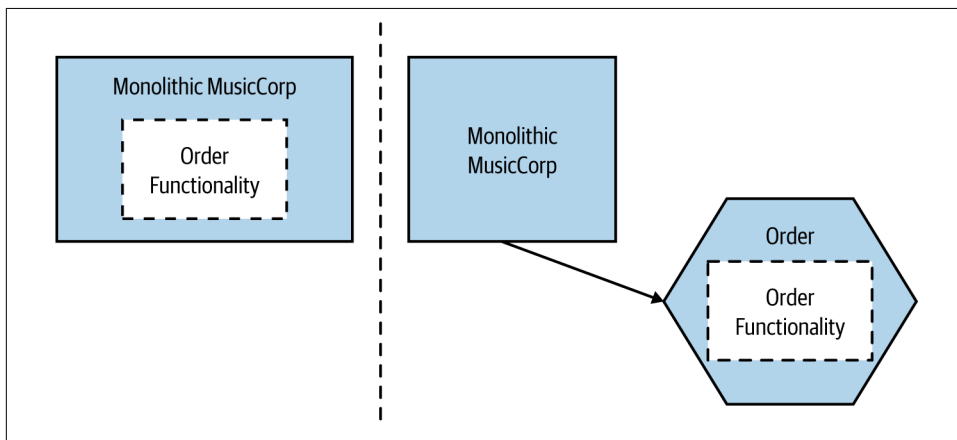 Monolithic MusicCorp
Order
Functionality
Monolithic
MusicCorp
Order
Order
Functionality